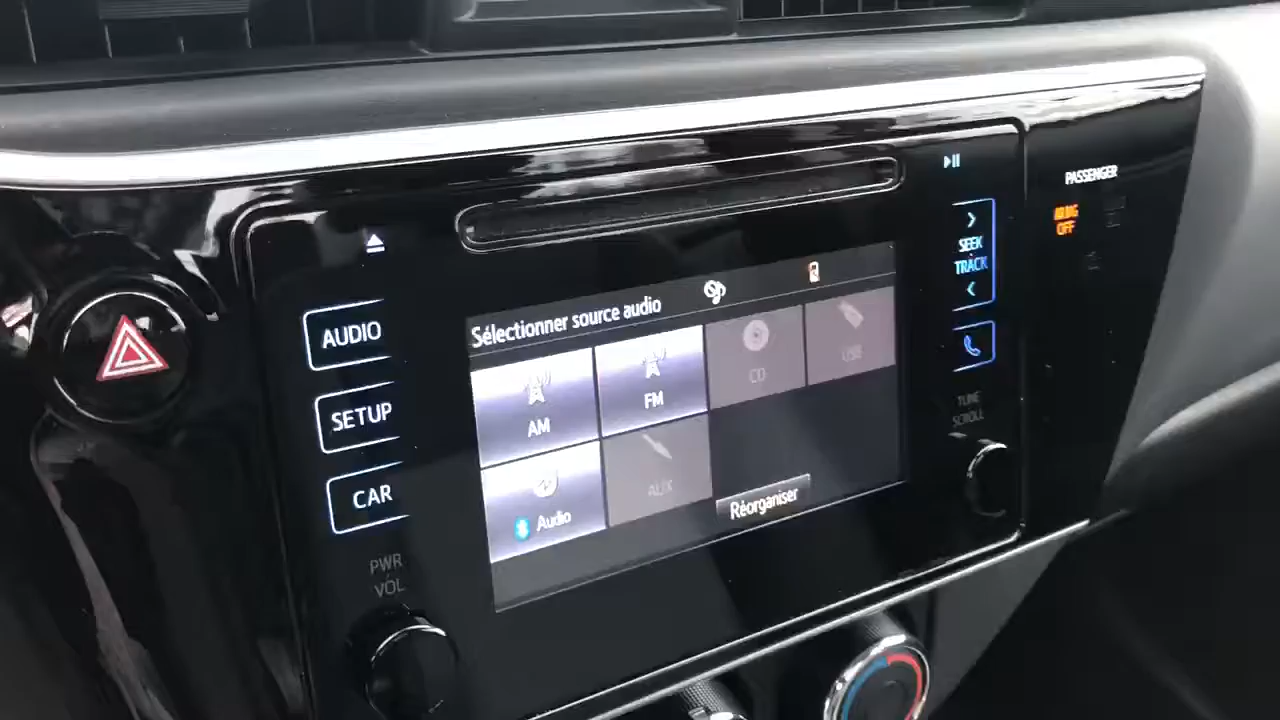 PASSENGER
AIRBAG
OFF
SEEK
TRACK
AUDIO
SETUP
CAR
Sélectionner source audio
AM
FM
CD
USB
Audio
AUX
Réorganiser
TUNE
SCROLL
PWR
VOL